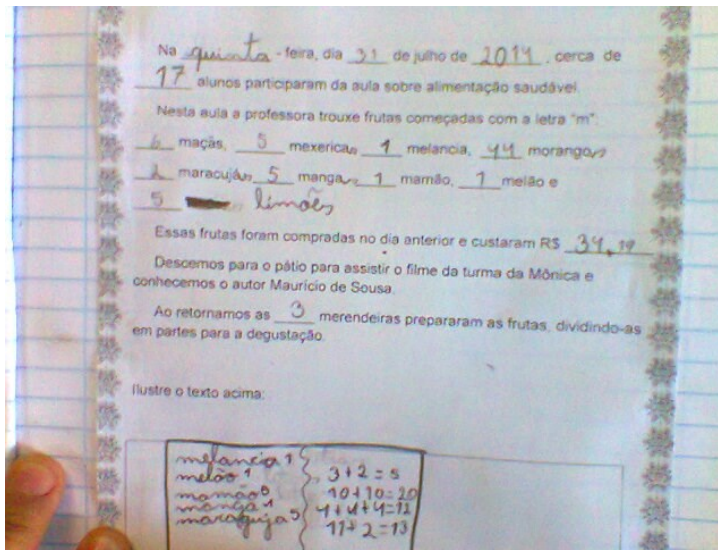 Na quinta - feira, dia 31 de julho de 2014, cerca de
17 alunos participaram da aula sobre alimentação saudável.
Nesta aula a professora trouxe frutas começadas com a letra "m":
6 maçãs, 5 mexericas, 1 melancia, 44 morangos
2 maracujás, 5 mangas, 1 mamão, 1 melão e
5 limões
Essas frutas foram compradas no dia anterior e custaram R$ 34,19
Descemos para o pátio para assistir o filme da turma da Mônica e
conhecemos o autor Maurício de Sousa.
Ao retornamos as 3 merendeiras prepararam as frutas, dividindo-as
em partes para a degustação.
Ilustre o texto acima:
melancia 1
melão 1 3+2=5
mamão 10+10=20
manga 4+4+4=12
11+2=13